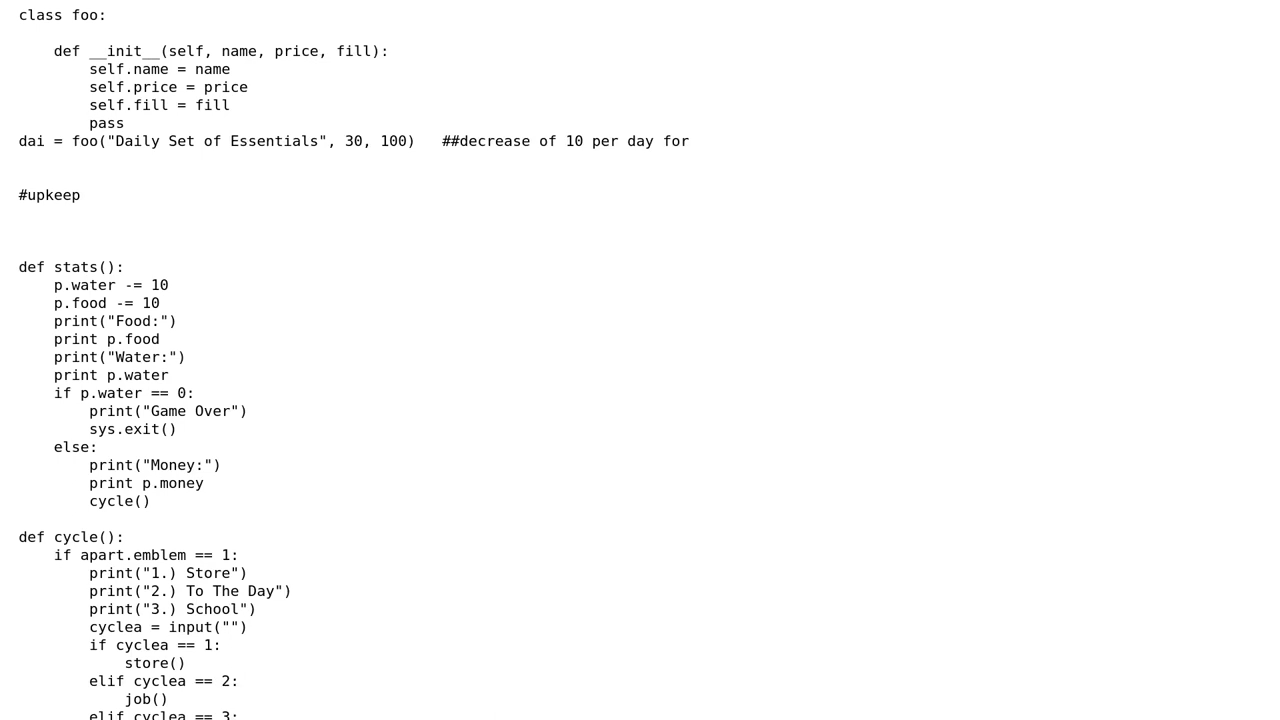 class foo:
    def __init__(self, name, price, fill):
        self.name = name
        self.price = price
        self.fill = fill
        pass
dai = foo("Daily Set of Essentials", 30, 100)   ##decrease of 10 per day for
#upkeep
def stats():
    p.water -= 10
    p.food -= 10
    print("Food:")
    print p.food
    print("Water:")
    print p.water
    if p.water == 0:
        print("Game Over")
        sys.exit()
    else:
        print("Money:")
        print p.money
        cycle()
def cycle():
    if apart.emblem == 1:
        print("1.) Store")
        print("2.) To The Day")
        print("3.) School")
        cyclea = input("")
        if cyclea == 1:
            store()
        elif cyclea == 2:
            job()
        elif cyclea == 3: